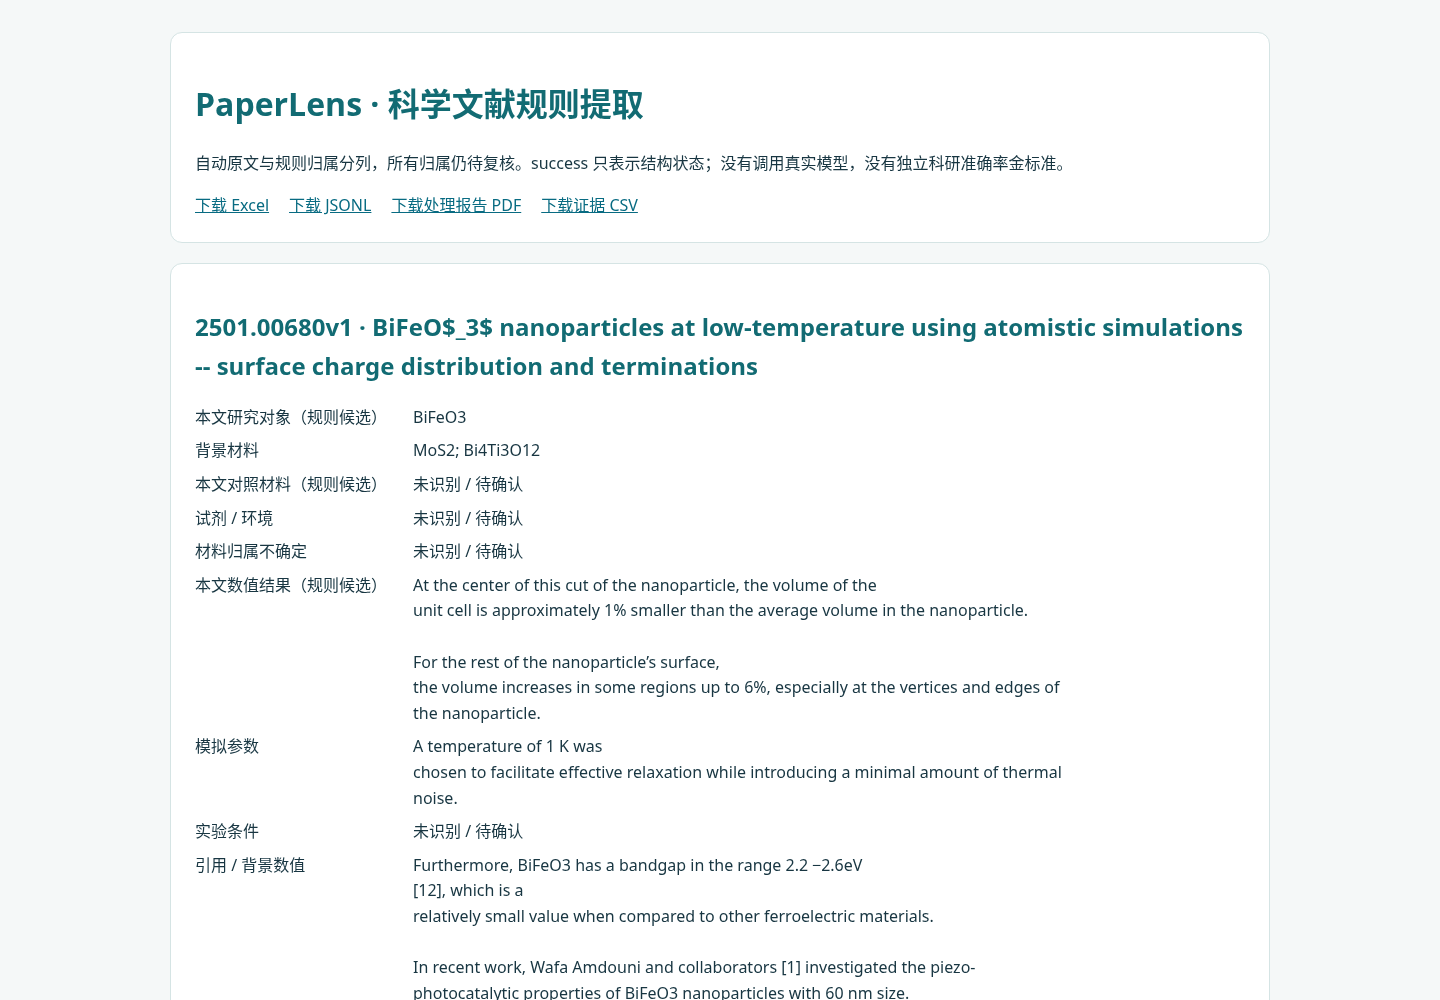 PaperLens · 科学文献规则提取
自动原文与规则归属分列，所有归属仍待复核。success 只表示结构状态；没有调用真实模型，没有独立科研准确率金标准。
下载 Excel 下载 JSONL 下载处理报告 PDF 下载证据 CSV
2501.00680v1 · BiFeO$_3$ nanoparticles at low-temperature using atomistic simulations
-- surface charge distribution and terminations
本文研究对象（规则候选） BiFeO3
背景材料 MoS2; Bi4Ti3O12
本文对照材料（规则候选） 未识别 / 待确认
试剂 / 环境 未识别 / 待确认
材料归属不确定 未识别 / 待确认
本文数值结果（规则候选） At the center of this cut of the nanoparticle, the volume of the
unit cell is approximately 1% smaller than the average volume in the nanoparticle.
For the rest of the nanoparticle’s surface,
the volume increases in some regions up to 6%, especially at the vertices and edges of
the nanoparticle.
模拟参数 A temperature of 1 K was
chosen to facilitate effective relaxation while introducing a minimal amount of thermal
noise.
实验条件 未识别 / 待确认
引用 / 背景数值 Furthermore, BiFeO3 has a bandgap in the range 2.2 −2.6eV
[12], which is a
relatively small value when compared to other ferroelectric materials.
In recent work, Wafa Amdouni and collaborators [1] investigated the piezo-
photocatalytic properties of BiFeO3 nanoparticles with 60 nm size.